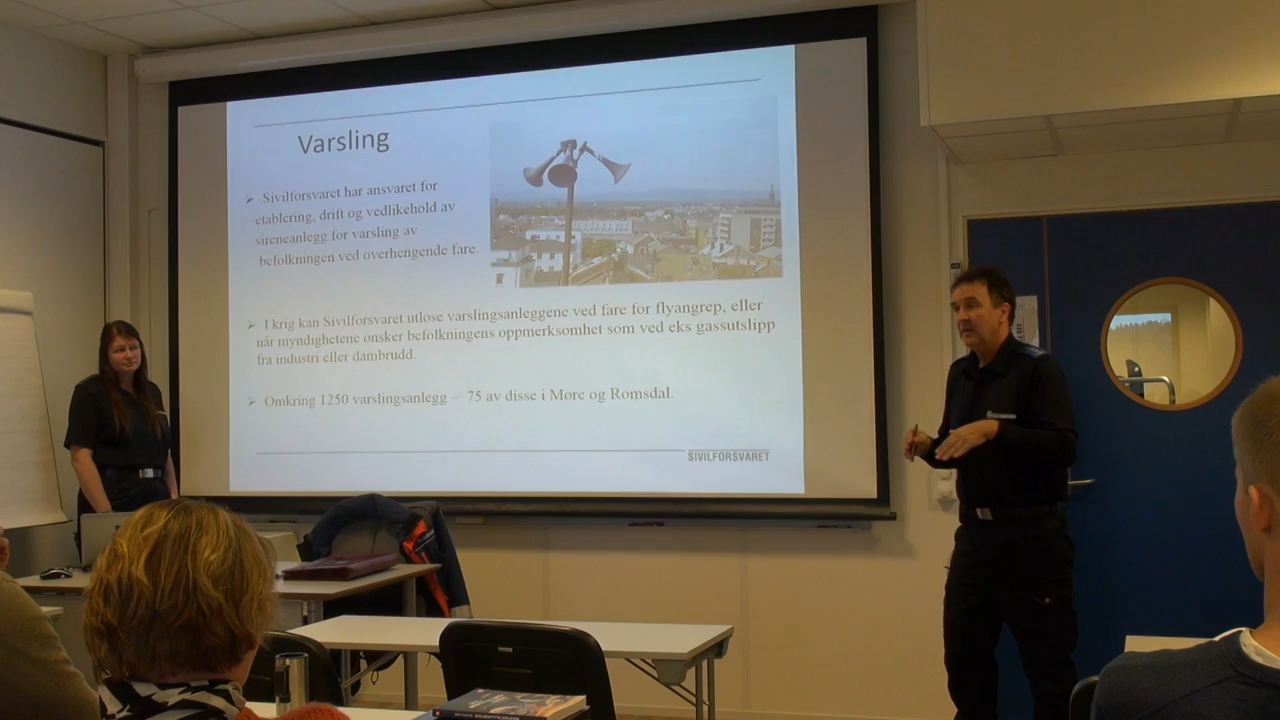 Varsling
Sivilforsvaret har ansvaret for
etablering, drift og vedlikehold av
sireneanlegg for varsling av
befolkningen ved overhengende fare.
I krig kan Sivilforsvaret utløse varslingsanleggene ved fare for flyangrep, eller
når myndighetene ønsker befolkningens oppmerksomhet som ved eks gassutslipp
fra industri eller dambrudd.
Omkring 1250 varslingsanlegg – 75 av disse i Møre og Romsdal.
SIVILFORSVARET